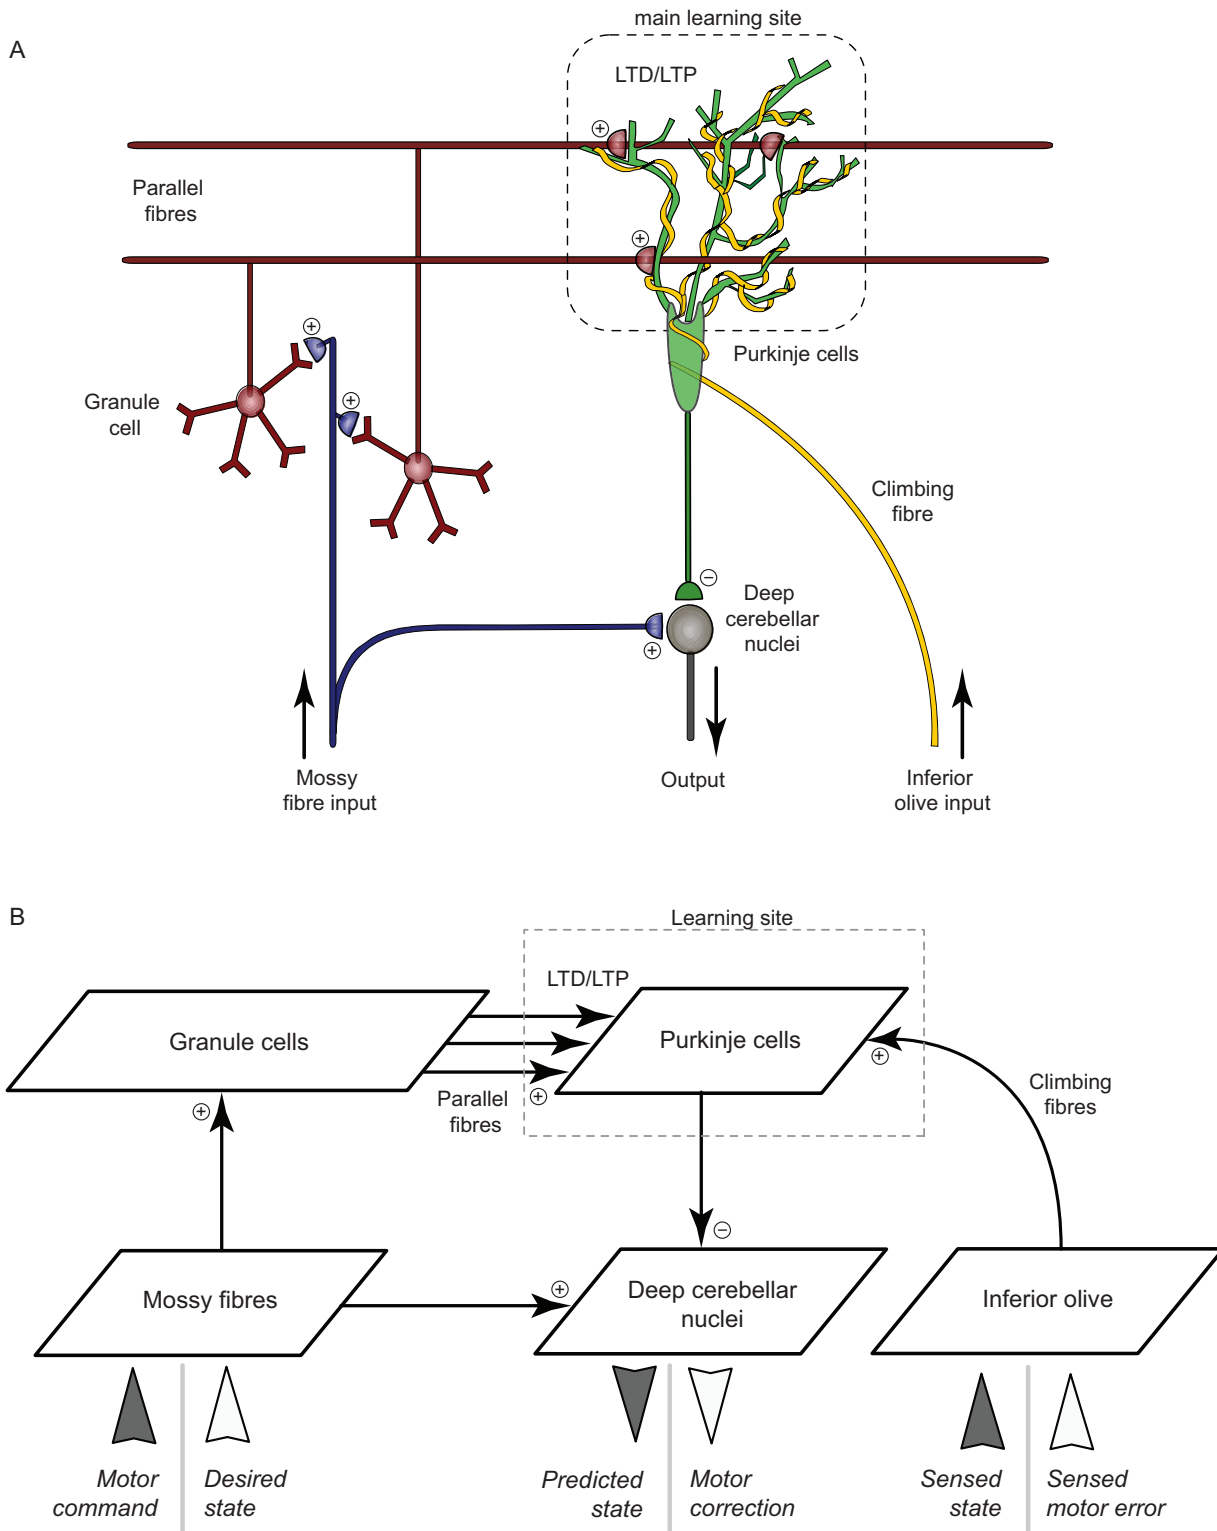 A
main learning site
LTD/LTP
+
Parallel
fibres
+
+
Purkinje cells
Granule
cell
+
Climbing
fibre
−
Deep
cerebellar
nuclei
+
Mossy
fibre input
Output
Inferior
olive input
B
Learning site
LTD/LTP
Granule cells
Purkinje cells
+
Parallel
fibres
+
Climbing
fibres
+
−
Mossy fibres
+
Deep cerebellar
nuclei
Inferior olive
Motor
command
Desired
state
Predicted
state
Motor
correction
Sensed
state
Sensed
motor error